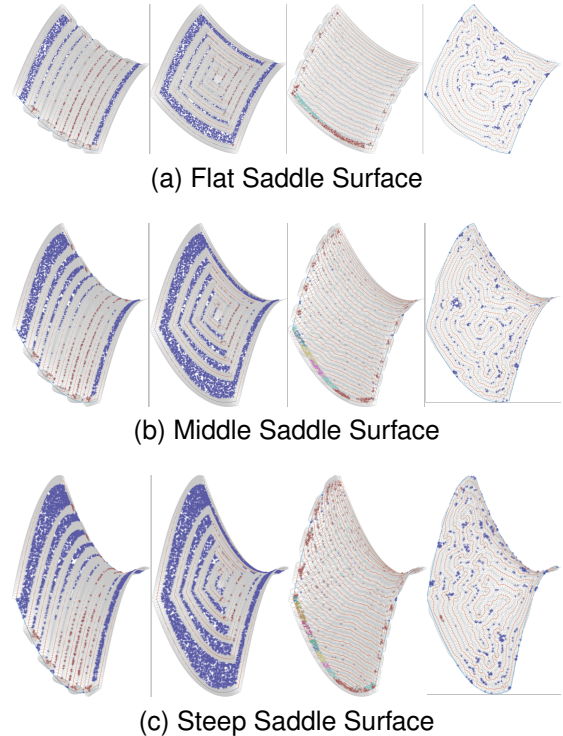 (a) Flat Saddle Surface
(b) Middle Saddle Surface
(c) Steep Saddle Surface